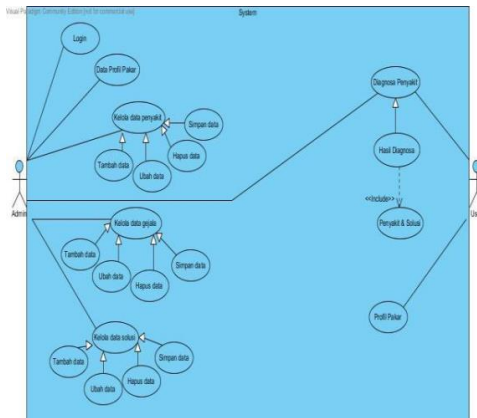 Visual Paradigm Community Edition [not for commercial use]
System
Login
Data Profil Pakar
Kelola data penyakit
Simpan data
Tambah data
Ubah data
Hapus data
Diagnosa Penyakit
Hasil Diagnosa
<<Include>>
Penyakit & Solusi
Admin
Us
Kelola data gejala
Tambah data
Ubah data
Hapus data
Simpan data
Profil Pakar
Kelola data solusi
Tambah data
Ubah data
Hapus data
Simpan data